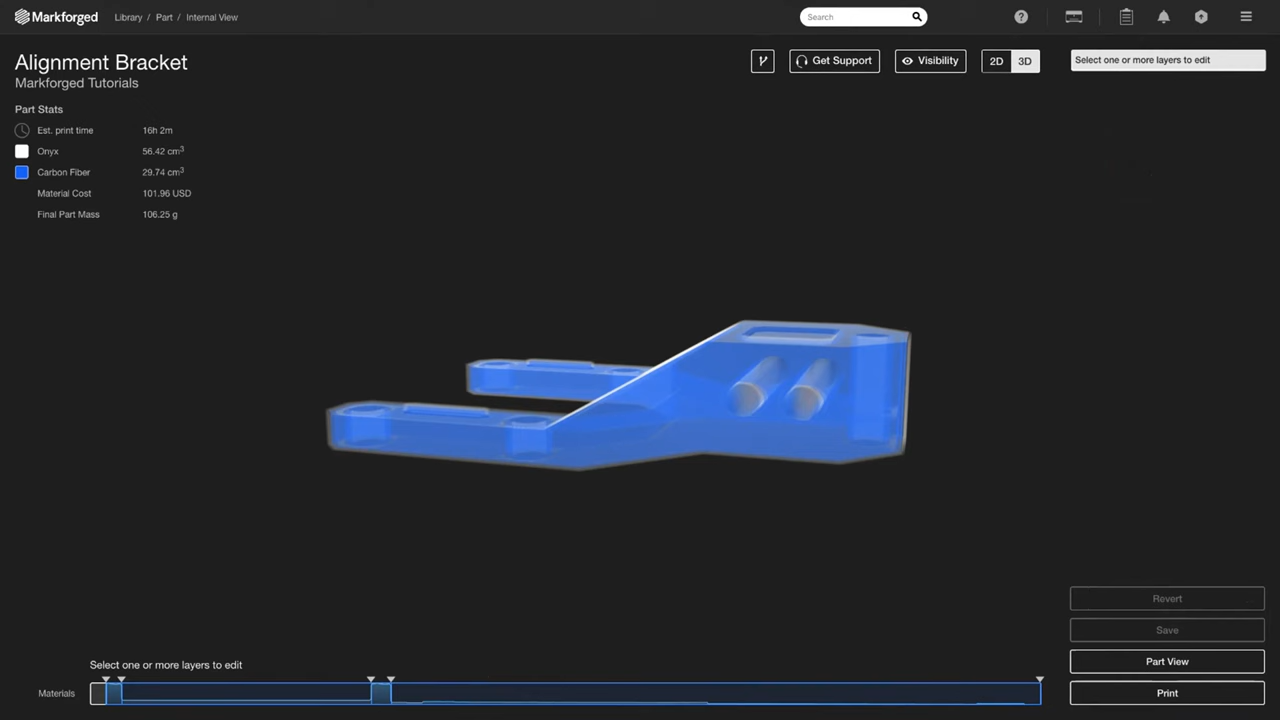 Markforged
Library / Part / Internal View
Search
?
Alignment Bracket
Markforged Tutorials
Get Support
Visibility
2D
3D
Select one or more layers to edit
Part Stats
Est. print time 16h 2m
Onyx 56.42 cm³
Carbon Fiber 29.74 cm³
Material Cost 101.96 USD
Final Part Mass 106.25 g
Revert
Save
Part View
Print
Select one or more layers to edit
Materials